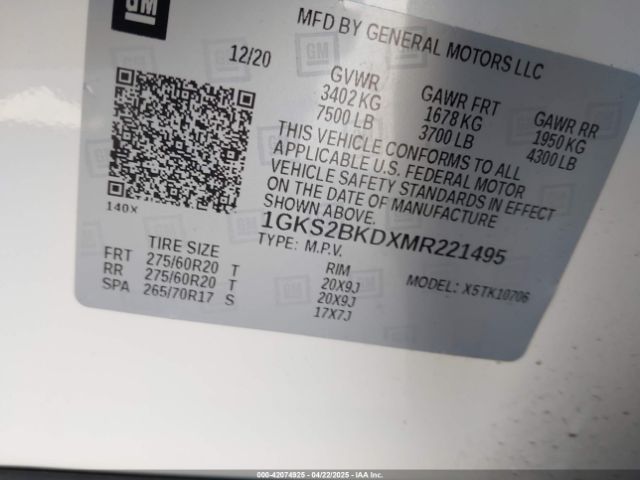 GM
MFD BY GENERAL MOTORS LLC
12/20
GVWR GAWR FRT GAWR RR
3402 KG 1678 KG 1950 KG
7500 LB 3700 LB 4300 LB
THIS VEHICLE CONFORMS TO ALL
APPLICABLE U.S. FEDERAL MOTOR
VEHICLE SAFETY STANDARDS IN EFFECT
ON THE DATE OF MANUFACTURE
SHOWN ABOVE.
140X
1GKS2BKDXMR221495
TYPE: M.P.V.
MODEL: X5TK10706
TIRE SIZE RIM
FRT 275/60R20 T 20X9J
RR 275/60R20 T 20X9J
SPA 265/70R17 S 17X7J
000-42074925 - 04/22/2025 - IAA Inc.